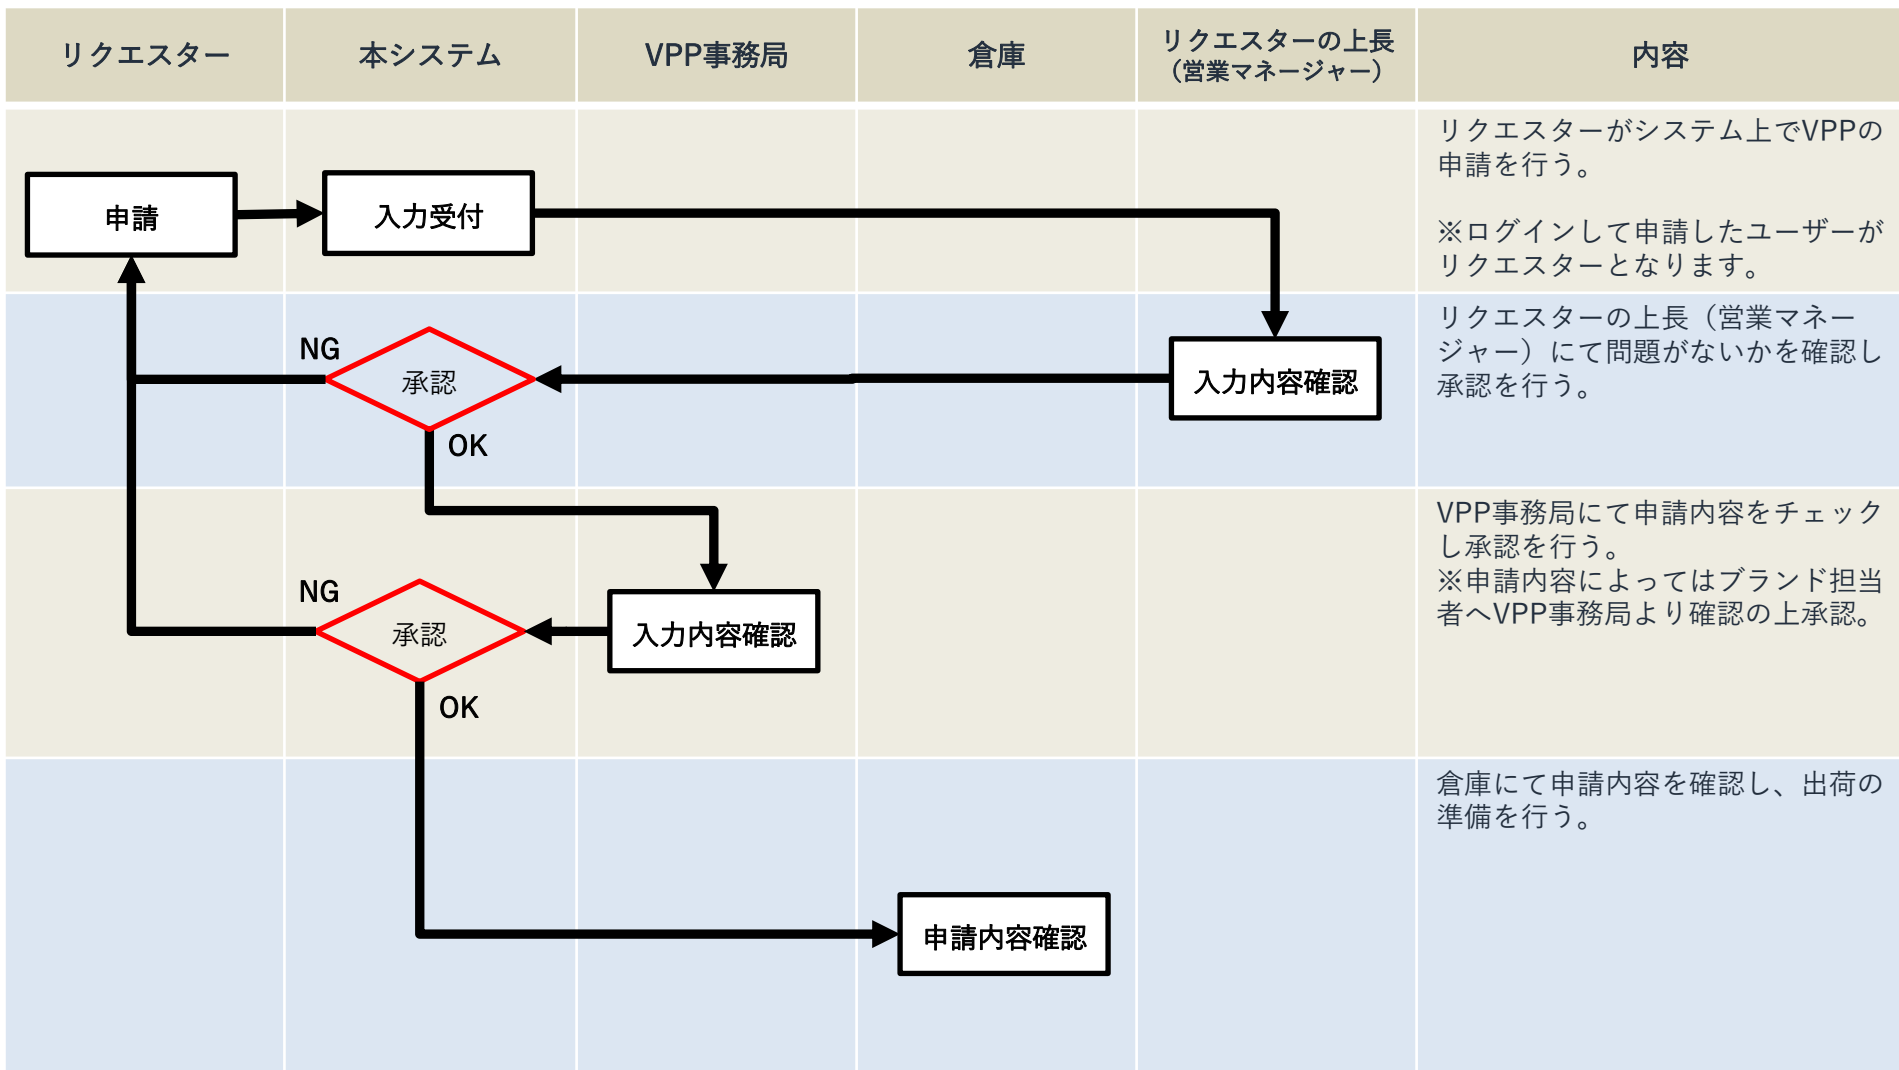 リクエスター
本システム
VPP事務局
倉庫
リクエスターの上長
（営業マネージャー）
内容
申請
入力受付
リクエスターがシステム上でVPPの
申請を行う。
※ログインして申請したユーザーが
リクエスターとなります。
NG
承認
OK
入力内容確認
リクエスターの上長（営業マネー
ジャー）にて問題がないかを確認し
承認を行う。
NG
承認
OK
入力内容確認
VPP事務局にて申請内容をチェック
し承認を行う。
※申請内容によってはブランド担当
者へVPP事務局より確認の上承認。
申請内容確認
倉庫にて申請内容を確認し、出荷の
準備を行う。